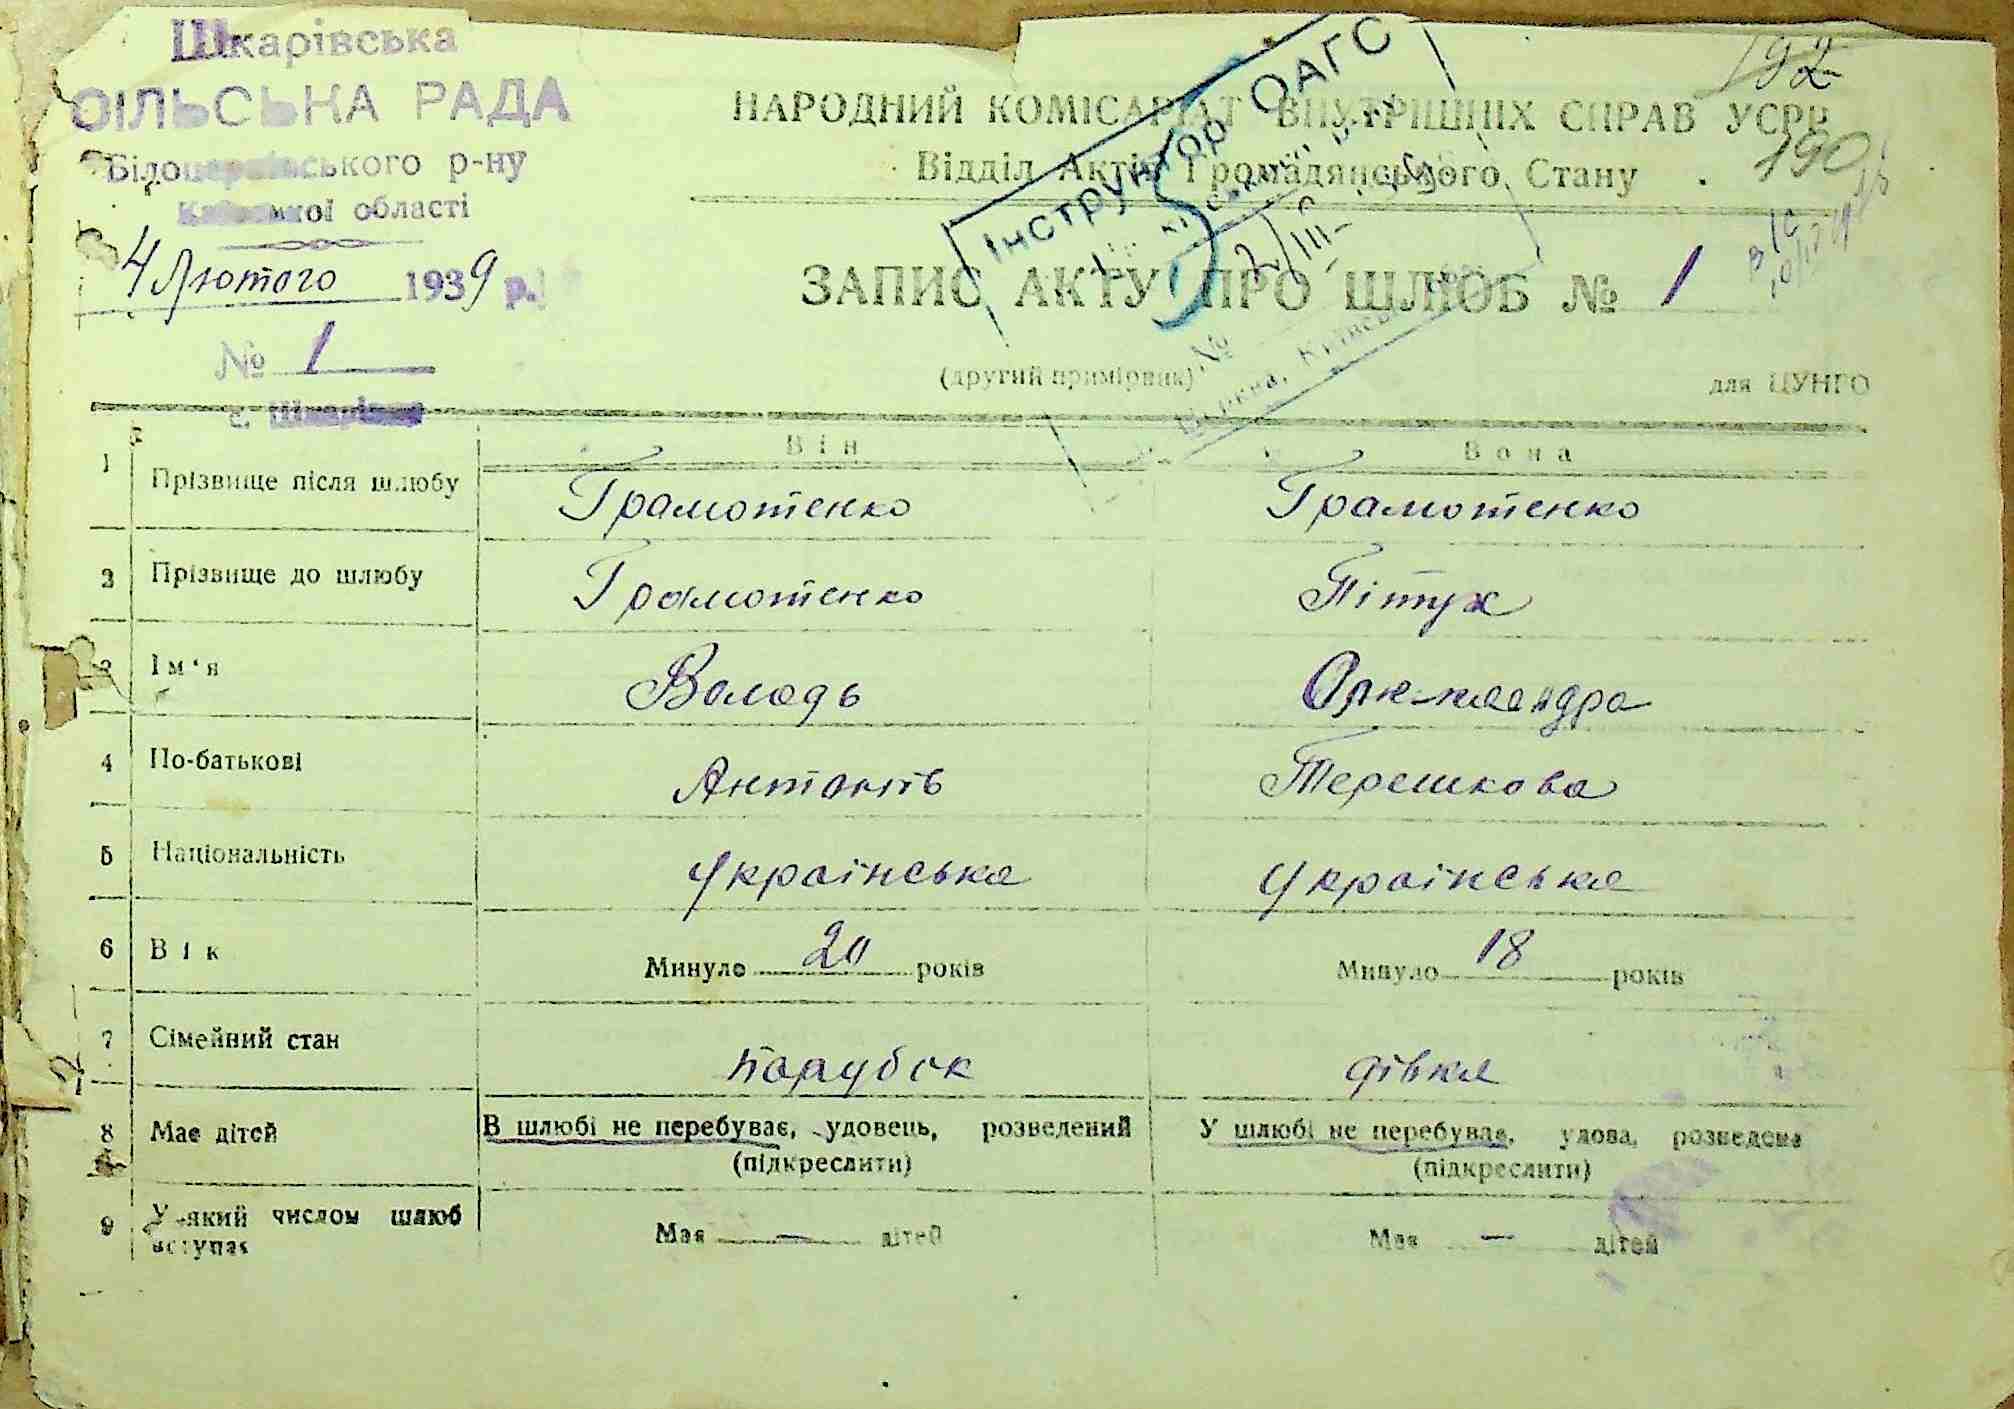 Шкарівська
СІЛЬСЬКА РАДА
Білоцерківського р-ну
Київської області
4 Лютого 1939 р.
№ 1
с. Шкарівка
192
НАРОДНИЙ КОМІСАРІАТ ВНУТРІШНІХ СПРАВ УСРР
Відділ Актів Громадянського Стану
190
Інструктор ОАГС
ЗАПИС АКТУ ПРО ШЛЮБ № 1
(другий примірник)
для ЦУНГО
Він Вона
1 Прізвище після шлюбу Грамотенко Грамотенко
2 Прізвище до шлюбу Грамотенко Пітух
3 Ім'я Володь Олександра
4 По-батькові Антонів Терешкова
5 Національність Українська Українська
6 Вік Минуло 20 років Минуло 18 років
7 Сімейний стан парубок дівка
8 Має дітей В шлюбі не перебуває, удовець, розведений У шлюбі не перебуває, удова, розведена
(підкреслити) (підкреслити)
9 У який числом шлюб
вступає Мая — дітей Мая — дітей